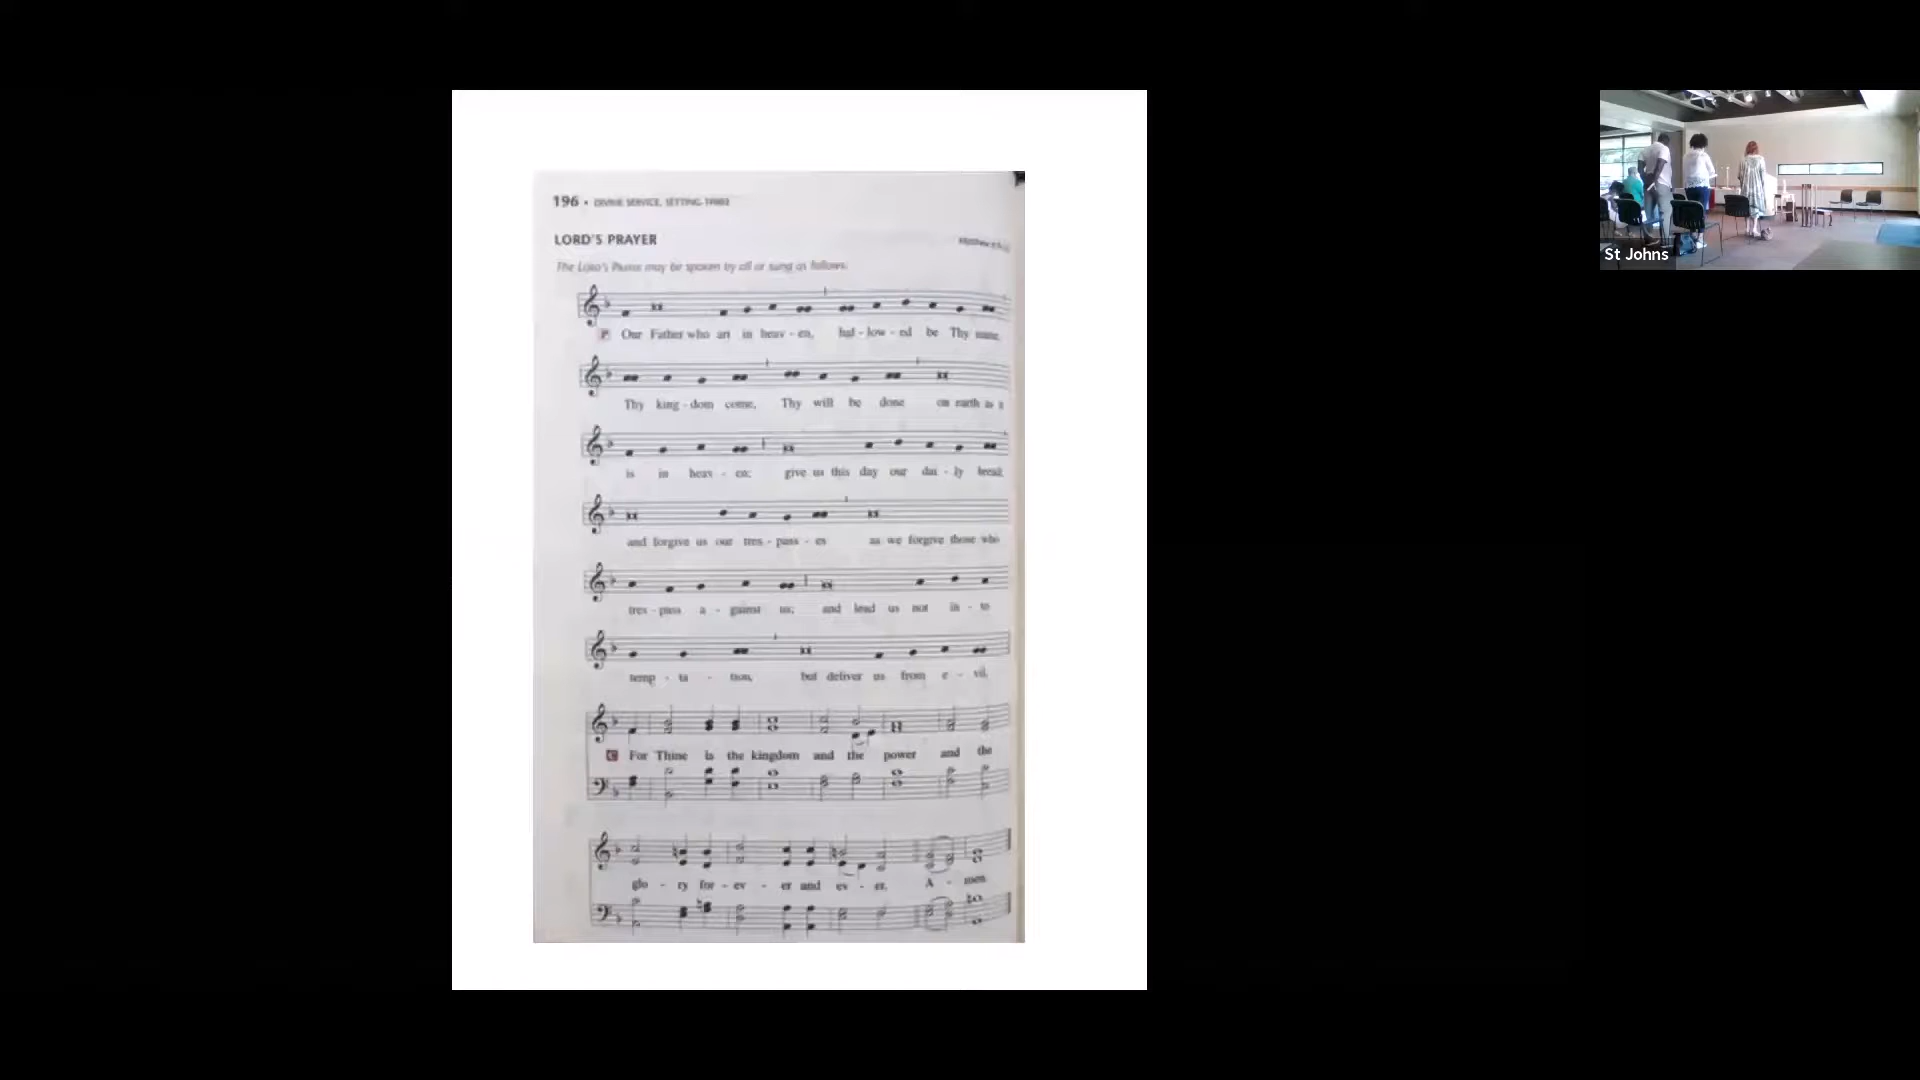 196 • DIVINE SERVICE, SETTING THREE
LORD'S PRAYER
Matthew
The Lord's Prayer may be spoken by all or sung as follows.
P Our Father who art in heav - en, hal - low - ed be Thy name,
Thy king - dom come, Thy will be done on earth as it
is in heav - en; give us this day our dai - ly bread;
and forgive us our tres - pass - es as we forgive those who
tres - pass a - gainst us; and lead us not in - to
temp - ta - tion, but deliver us from e - vil.
C For Thine is the kingdom and the power and the
glo - ry for - ev - er and ev - er. A - men.
St Johns